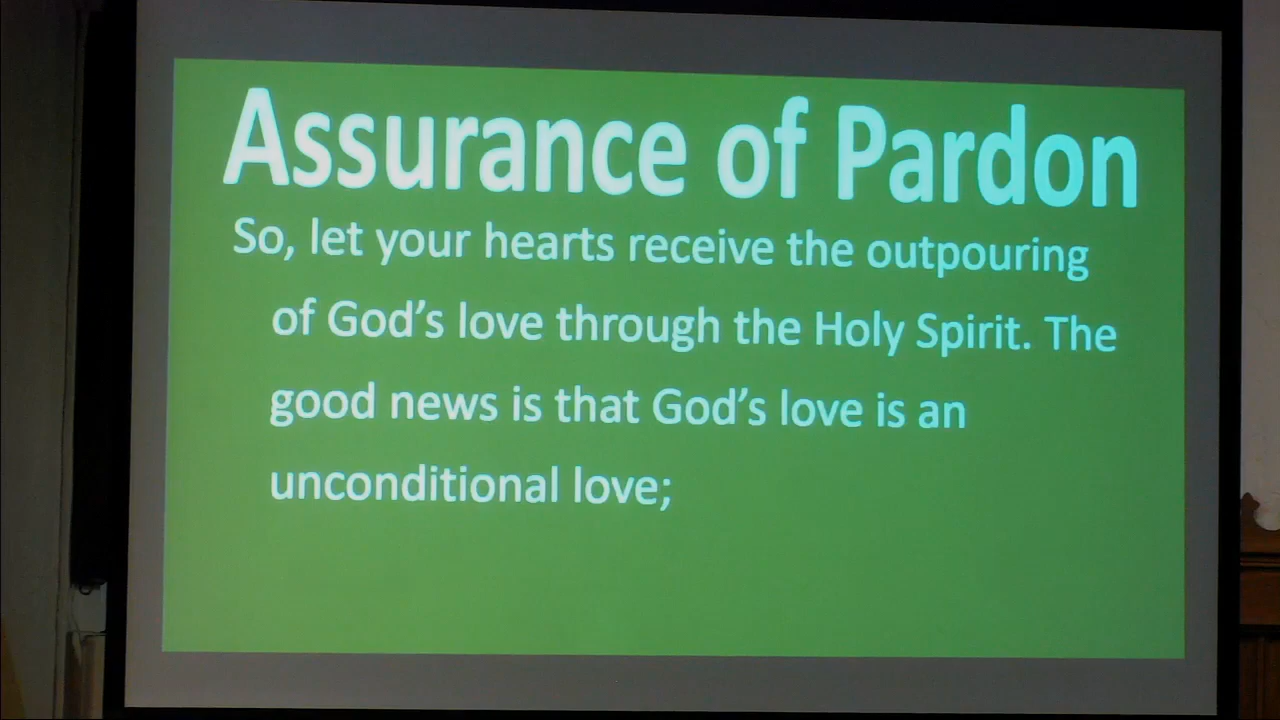 Assurance of Pardon
So, let your hearts receive the outpouring
of God’s love through the Holy Spirit. The
good news is that God’s love is an
unconditional love;